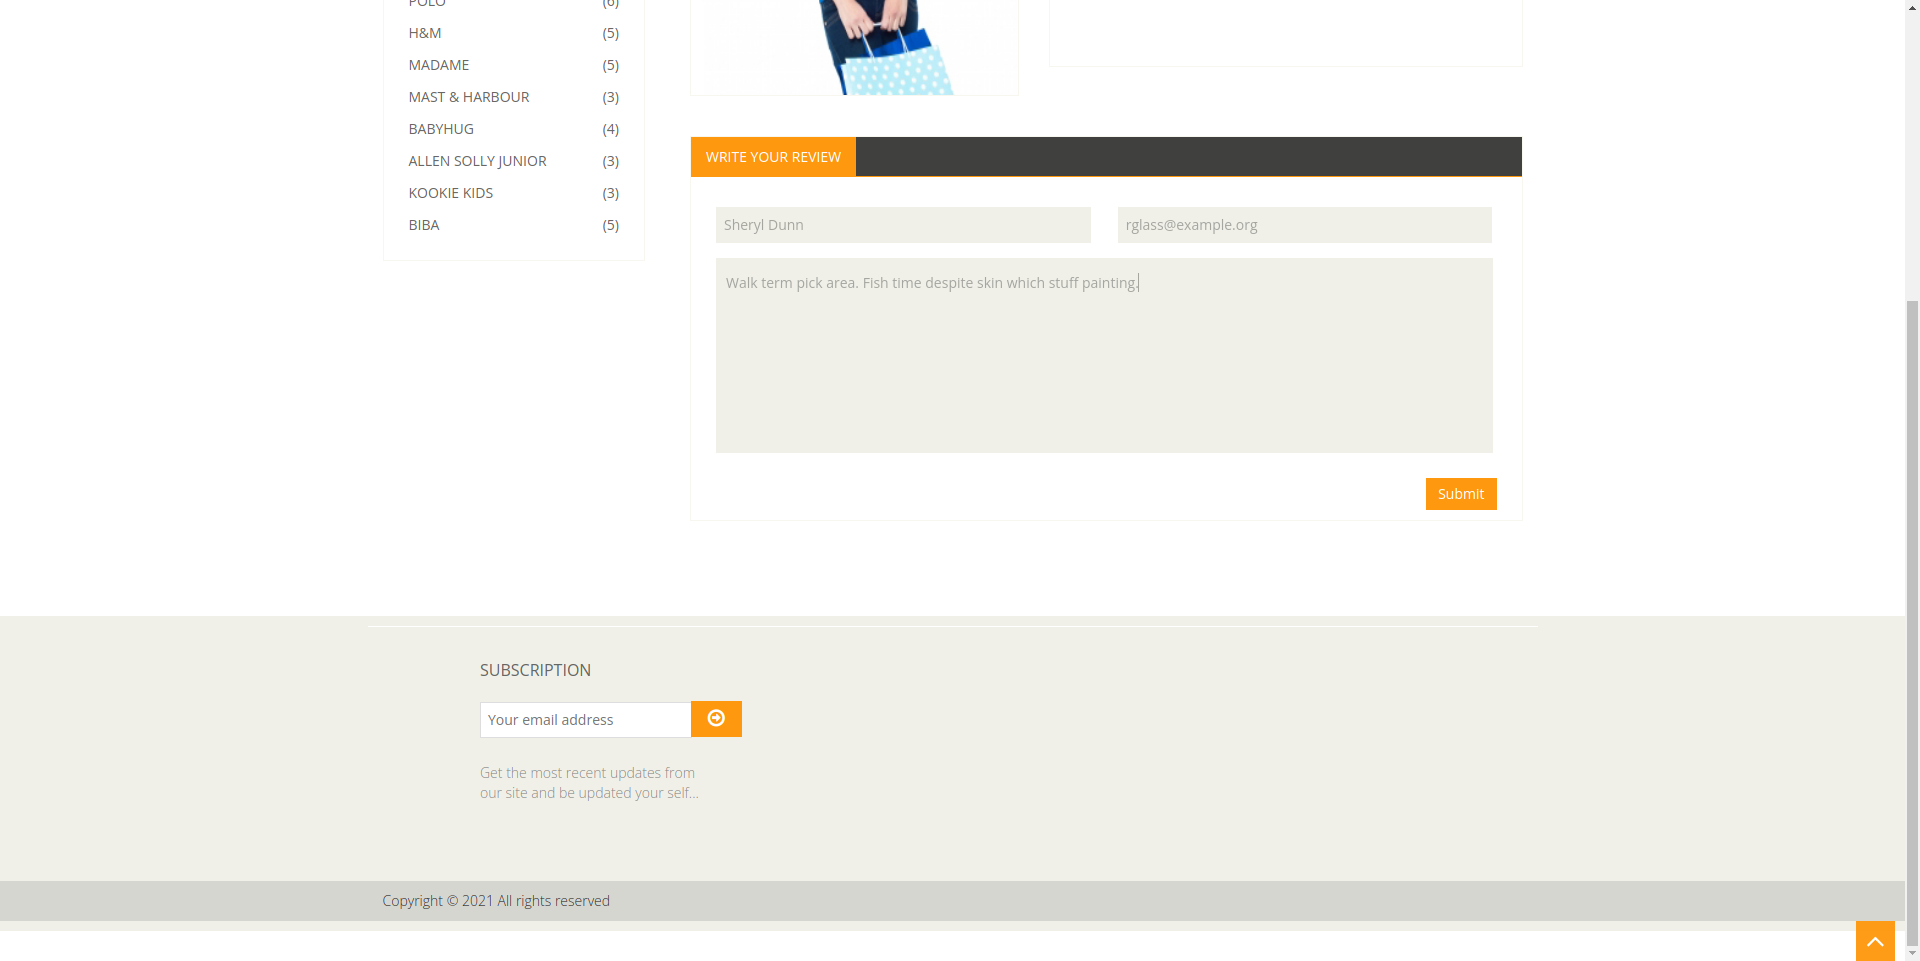 POLO (6)
H&M (5)
MADAME (5)
MAST & HARBOUR (3)
BABYHUG (4)
ALLEN SOLLY JUNIOR (3)
KOOKIE KIDS (3)
BIBA (5)
WRITE YOUR REVIEW
Sheryl Dunn
rglass@example.org
Walk term pick area. Fish time despite skin which stuff painting.
Submit
SUBSCRIPTION
Your email address
Get the most recent updates from
our site and be updated your self...
Copyright © 2021 All rights reserved